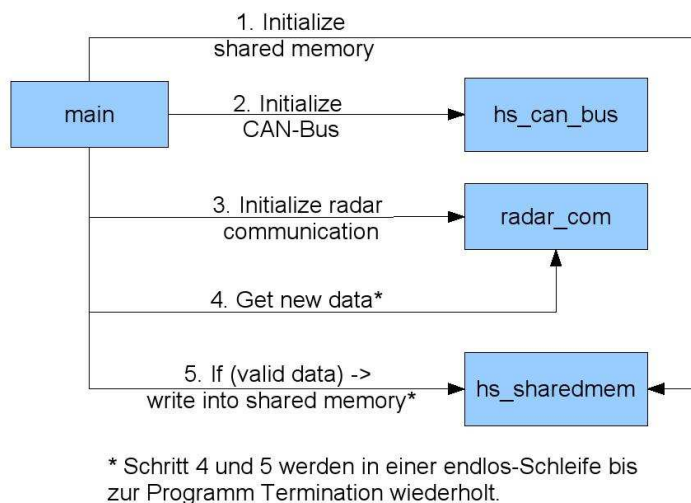 1. Initialize
shared memory
main
2. Initialize
CAN-Bus
hs_can_bus
3. Initialize radar
communication
radar_com
4. Get new data*
5. If (valid data) ->
write into shared memory*
hs_sharedmem
* Schritt 4 und 5 werden in einer endlos-Schleife bis
zur Programm Termination wiederholt.